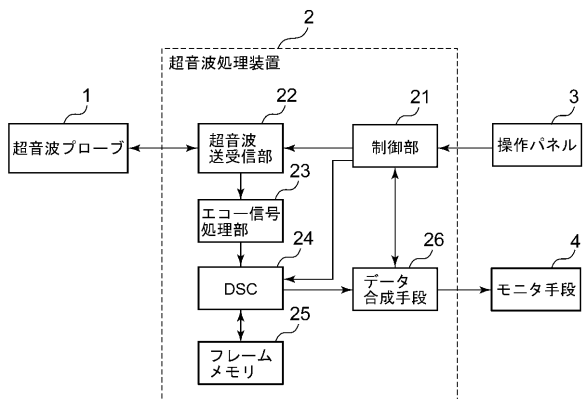 2
超音波処理装置
1
超音波プローブ
22
超音波
送受信部
21
制御部
3
操作パネル
23
エコー信号
処理部
24
DSC
26
データ
合成手段
4
モニタ手段
25
フレーム
メモリ